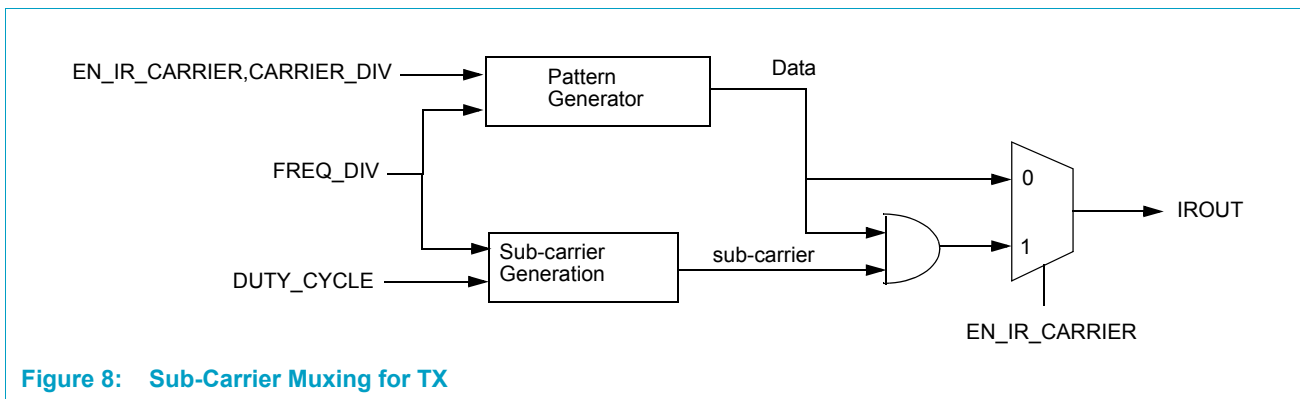 EN_IR_CARRIER,CARRIER_DIV
Pattern
Generator
Data
FREQ_DIV
0
IROUT
Sub-carrier
Generation
sub-carrier
1
DUTY_CYCLE
EN_IR_CARRIER
Figure 8: Sub-Carrier Muxing for TX